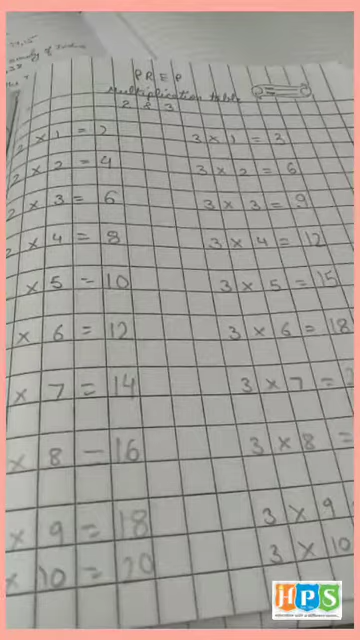 PREP
Multiplication table
2 & 3
2 × 1 = 2 3 × 1 = 3
2 × 2 = 4 3 × 2 = 6
2 × 3 = 6 3 × 3 = 9
2 × 4 = 8 3 × 4 = 12
× 5 = 10 3 × 5 = 15
× 6 = 12 3 × 6 = 18
× 7 = 14 3 × 7 =
× 8 – 16 3 × 8 =
× 9 = 18 3 × 9
× 10 = 20 3 × 10
HPS